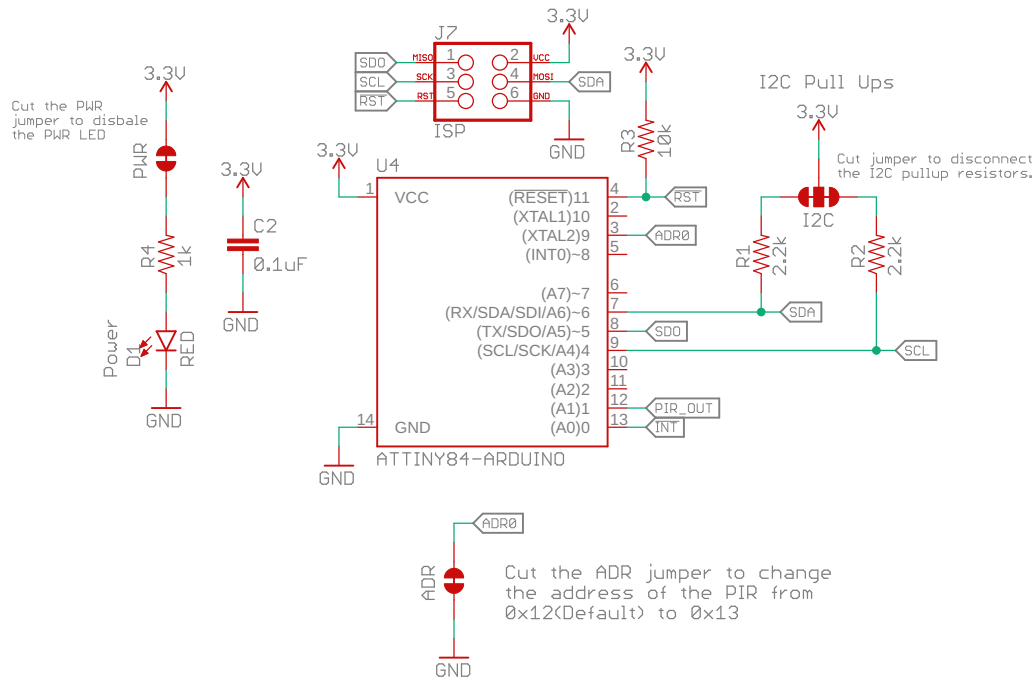 3.3V
J7
MISO 1 2 VCC
SDO
SCK 3 4 MOSI
SCL
SDA
RST 5 6 GND
RST
ISP
GND
3.3V
R3
10k
I2C Pull Ups
3.3V
Cut jumper to disconnect
the I2C pullup resistors.
I2C
R1
2.2k
R2
2.2k
3.3V
Cut the PWR
jumper to disbale
the PWR LED
PWR
R4
1k
Power
D1
RED
GND
3.3V
C2
0.1uF
GND
3.3V
U4
1 VCC
(RESET)11 4 RST
(XTAL1)10 2
(XTAL2)9 3 ADR0
(INT0)~8 5
(A7)~7 6
(RX/SDA/SDI/A6)~6 7 SDA
(TX/SDO/A5)~5 8 SDO
(SCL/SCK/A4)4 9 SCL
(A3)3 10
(A2)2 11
(A1)1 12 PIR_OUT
14 GND
(A0)0 13 INT
ATTINY84-ARDUINO
GND
ADR0
ADR
GND
Cut the ADR jumper to change
the address of the PIR from
0x12(Default) to 0x13